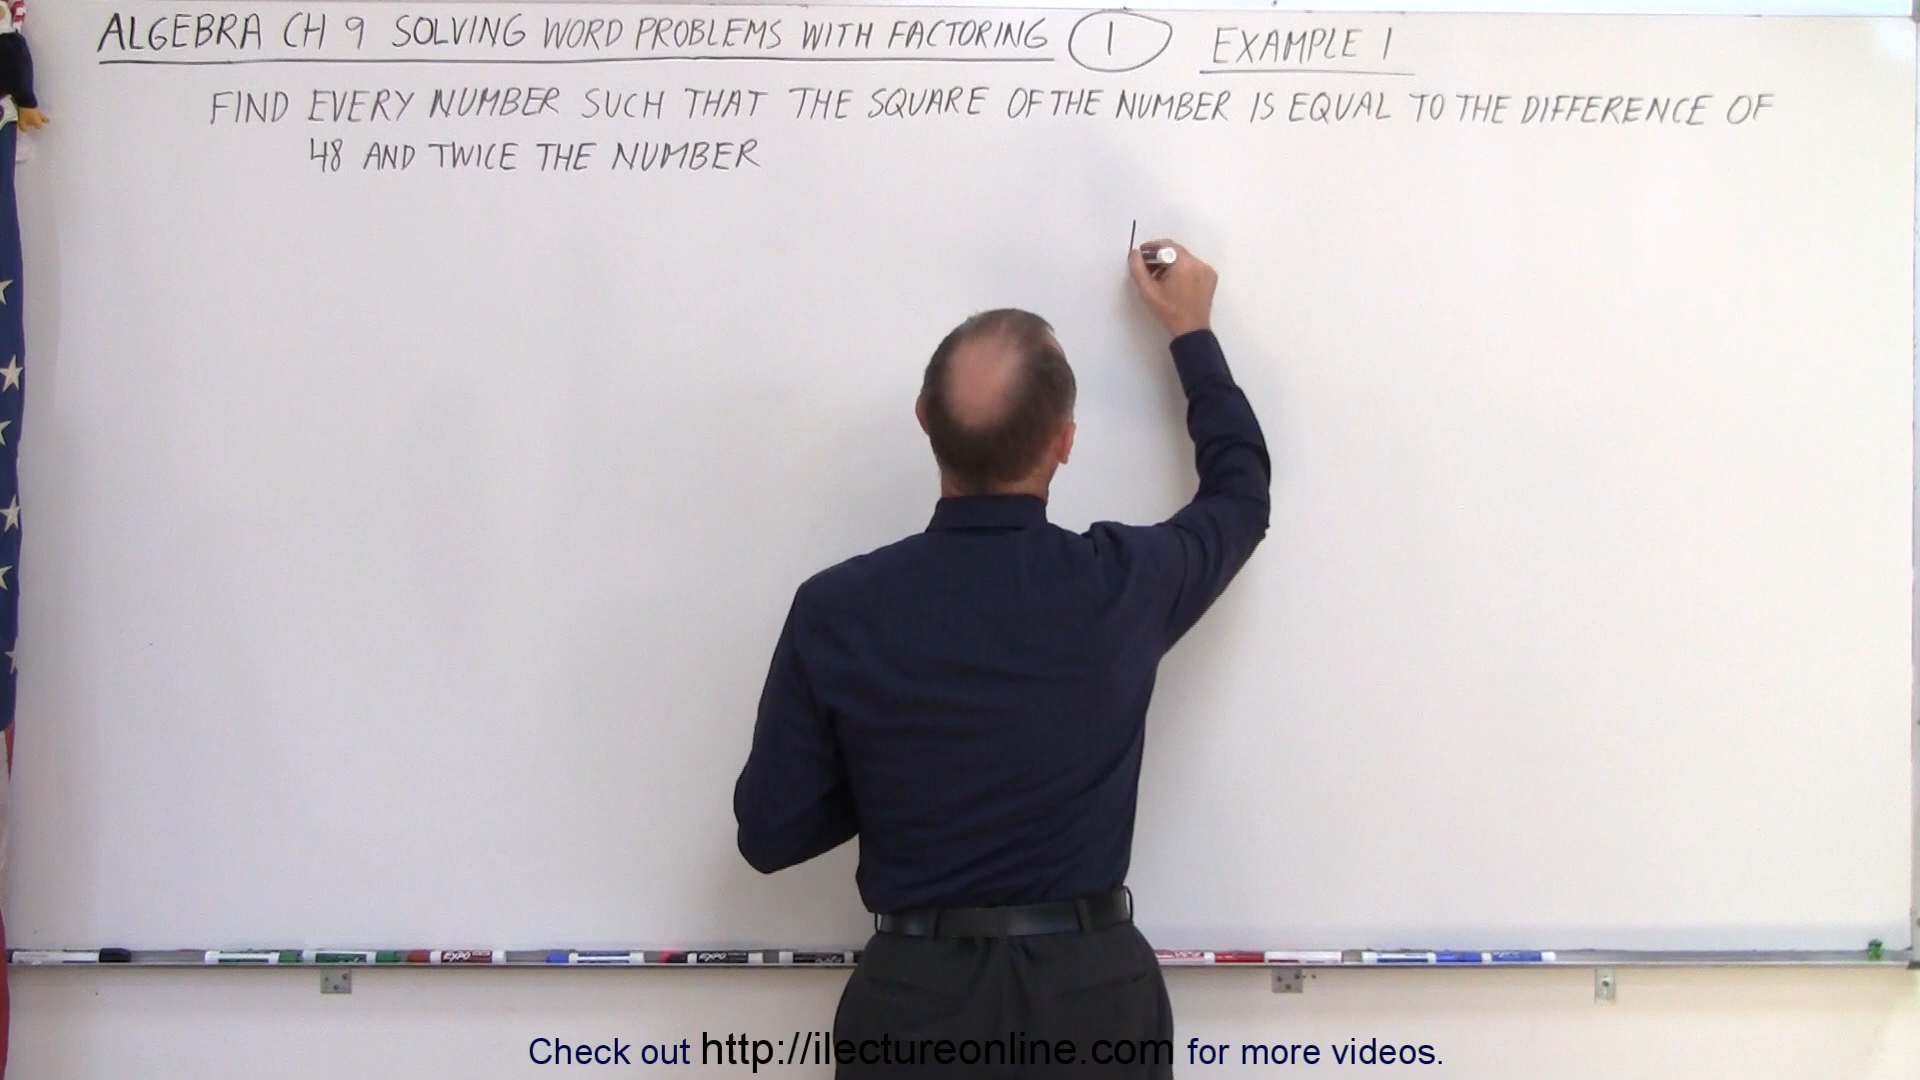 ALGEBRA CH 9 SOLVING WORD PROBLEMS WITH FACTORING 1 EXAMPLE 1
FIND EVERY NUMBER SUCH THAT THE SQUARE OF THE NUMBER IS EQUAL TO THE DIFFERENCE OF
48 AND TWICE THE NUMBER
EXPO EXPO
Check out http://ilectureonline.com for more videos.